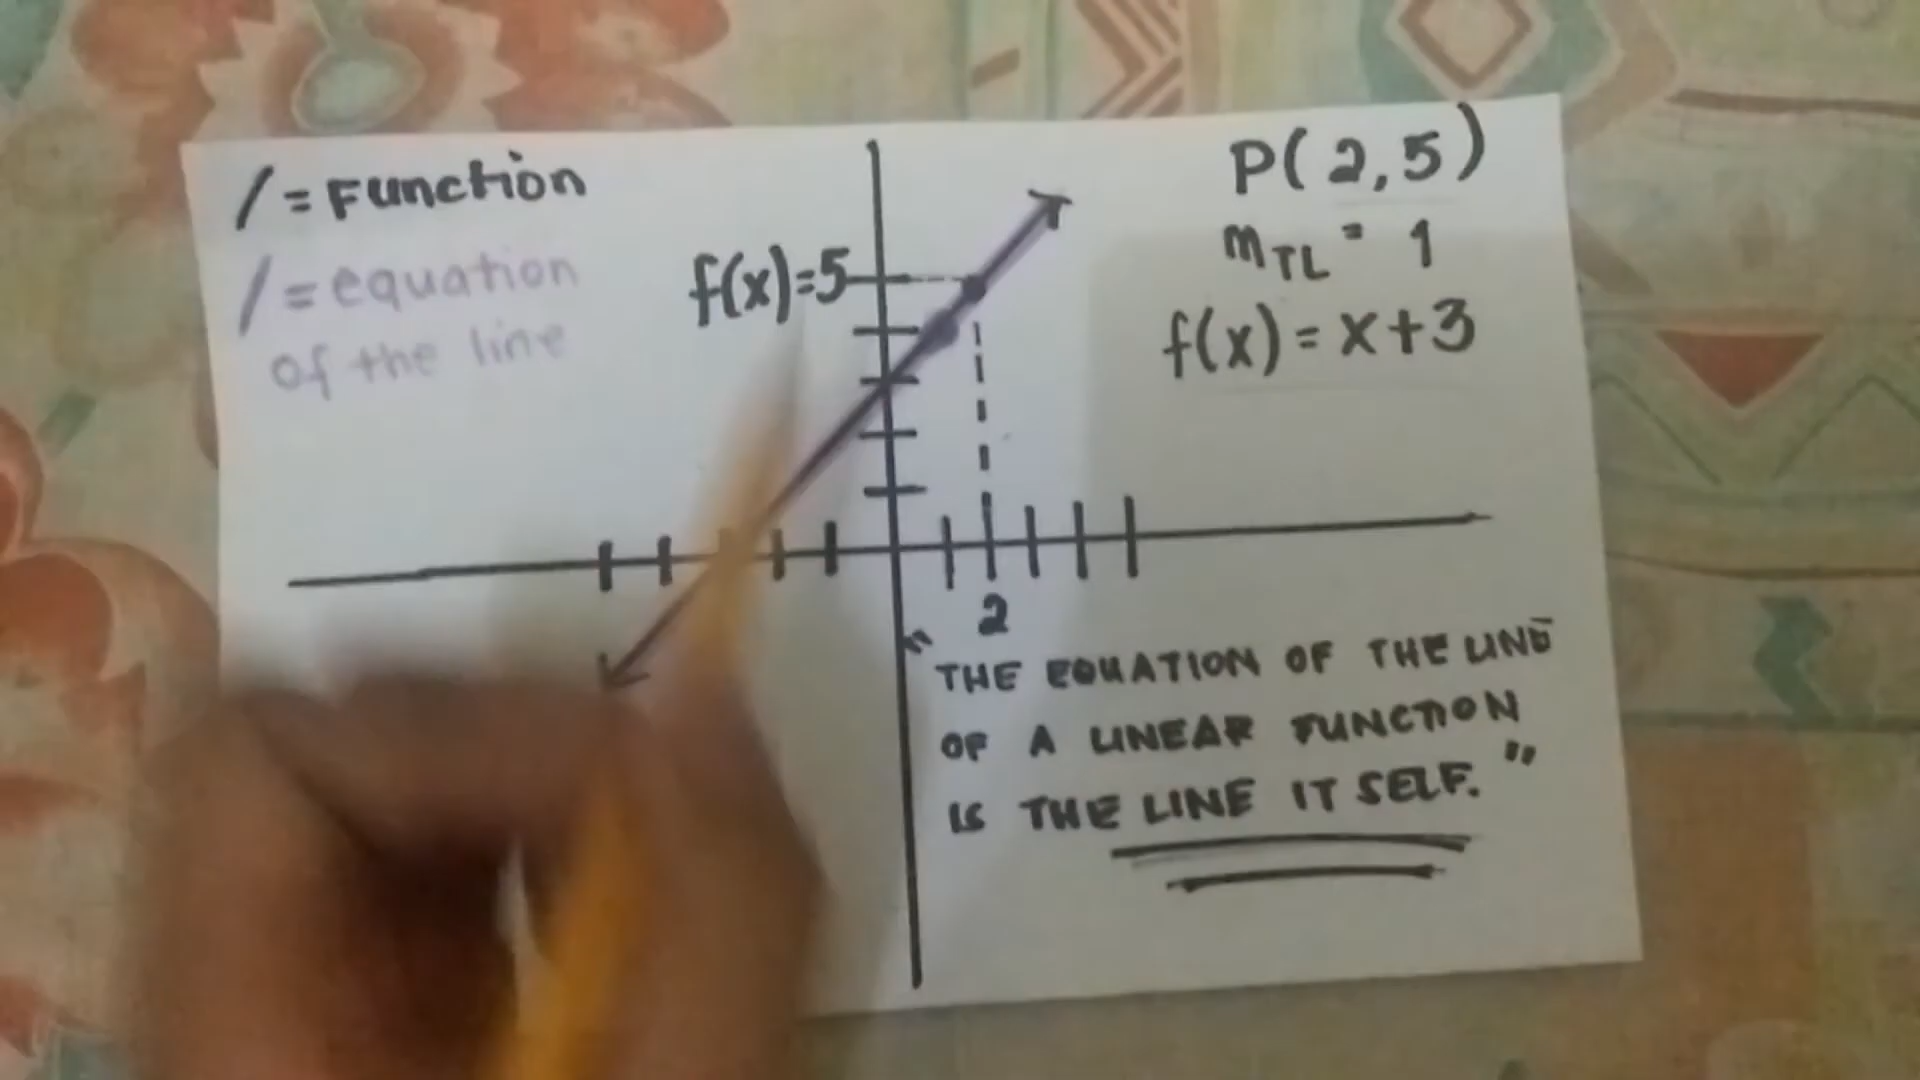 / = Function
/ = equation
of the line
f(x)=5
P(2,5)
mTL = 1
f(x) = x+3
2
"THE EQUATION OF THE LINE
OF A LINEAR FUNCTION
IS THE LINE IT SELF."